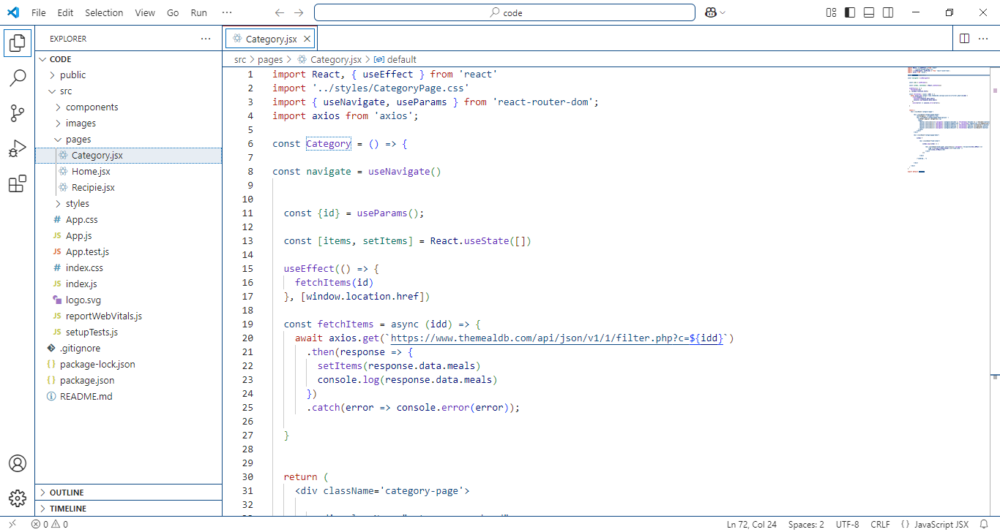 File Edit Selection View Go Run ···
code
EXPLORER ···
CODE
public
src
components
images
pages
Category.jsx
Home.jsx
Recipie.jsx
styles
# App.css
JS App.js
JS App.test.js
# index.css
JS index.js
logo.svg
JS reportWebVitals.js
JS setupTests.js
.gitignore
{} package-lock.json
{} package.json
README.md
OUTLINE
TIMELINE
Category.jsx
src > pages > Category.jsx > default
1 import React, { useEffect } from 'react'
2 import '../styles/CategoryPage.css'
3 import { useNavigate, useParams } from 'react-router-dom';
4 import axios from 'axios';
5
6 const Category = () => {
7
8 const navigate = useNavigate()
9
10
11 const {id} = useParams();
12
13 const [items, setItems] = React.useState([])
14
15 useEffect(() => {
16 fetchItems(id)
17 }, [window.location.href])
18
19 const fetchItems = async (idd) => {
20 await axios.get(`https://www.themealdb.com/api/json/v1/1/filter.php?c=${idd}`)
21 .then(response => {
22 setItems(response.data.meals)
23 console.log(response.data.meals)
24 })
25 .catch(error => console.error(error));
26
27 }
28
29
30 return (
31 <div className='category-page'>
32
0 0
Ln 72, Col 24 Spaces: 2 UTF-8 CRLF {} JavaScript JSX